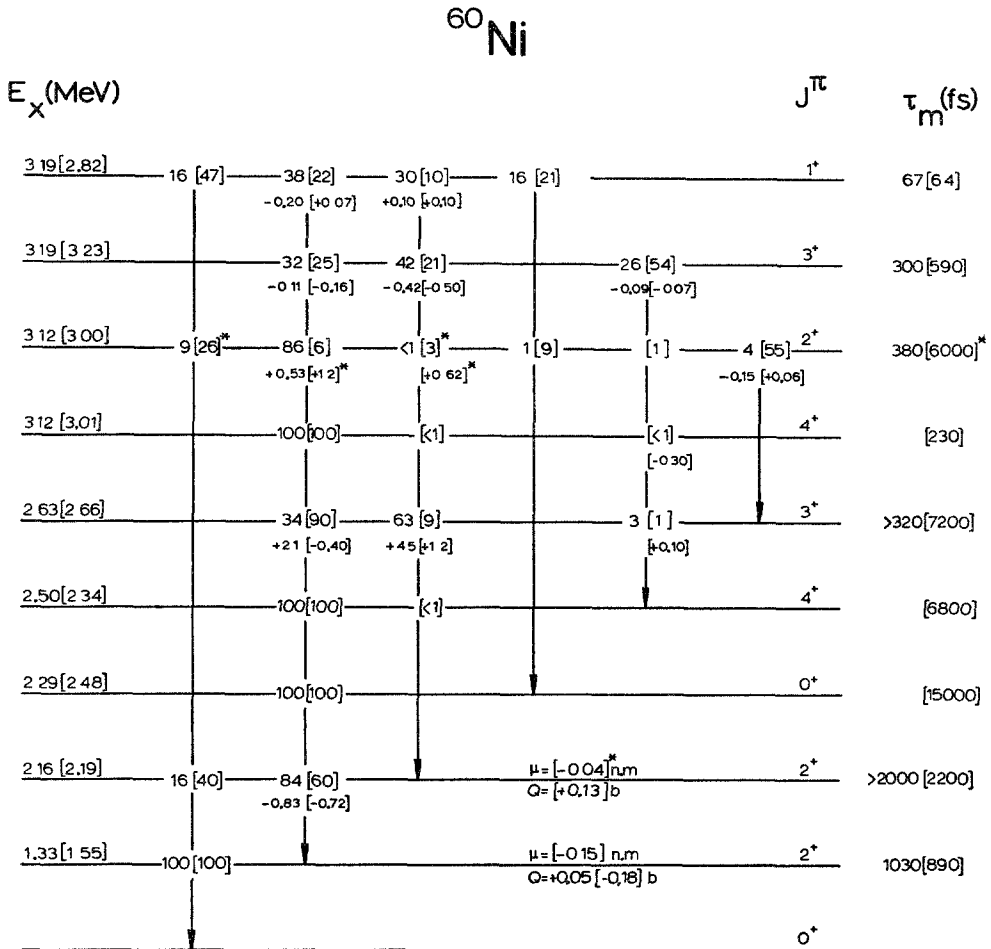 ⁶⁰Ni
Eₓ(MeV) Jᵖⁱ τₘ(fs)
3 19[2.82] 16 [47] 38 [22] 30 [10] 16 [21] 1⁺ 67[64]
-0.20 [+0 07] +0.10 [+0.10]
3 19[3 23] 32 [25] 42 [21] 26 [54] 3⁺ 300[590]
-0 11 [-0.16] -0.42[-0 50] -0.09[-0 07]
3 12[3 00] 9 [26]* 86 [6] <1 [3]* 1 [9] [1] 4 [55] 2⁺ 380[6000]*
+0.53[+1 2]* [+0 62]* -0.15 [+0.06]
3 12 [3.01] 100[100] [<1] [<1] 4⁺ [230]
[-0 30]
2 63[2 66] 34[90] 63 [9] 3 [1] 3⁺ >320[7200]
+21 [-0.40] +45[+1 2] [+0.10]
2.50[2 34] 100[100] [<1] 4⁺ [6800]
2 29[2 48] 100[100] 0⁺ [15000]
2 16 [2.19] 16[40] 84 [60] μ=[-0 04]* n.m 2⁺ >2000 [2200]
-0.83 [-0.72] Q=[+0.13] b
1.33[1 55] 100[100] μ=[-0 15] n.m 2⁺ 1030[890]
Q=+0.05 [-0,18] b
0⁺